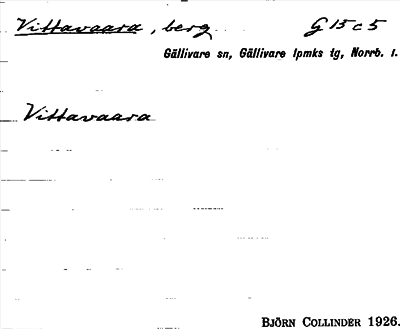 Vittavaara, berg. G 15 c 5
Gällivare sn, Gällivare lpmks tg, Norrb. l.
Vittavaara
BJÖRN COLLINDER 1926.